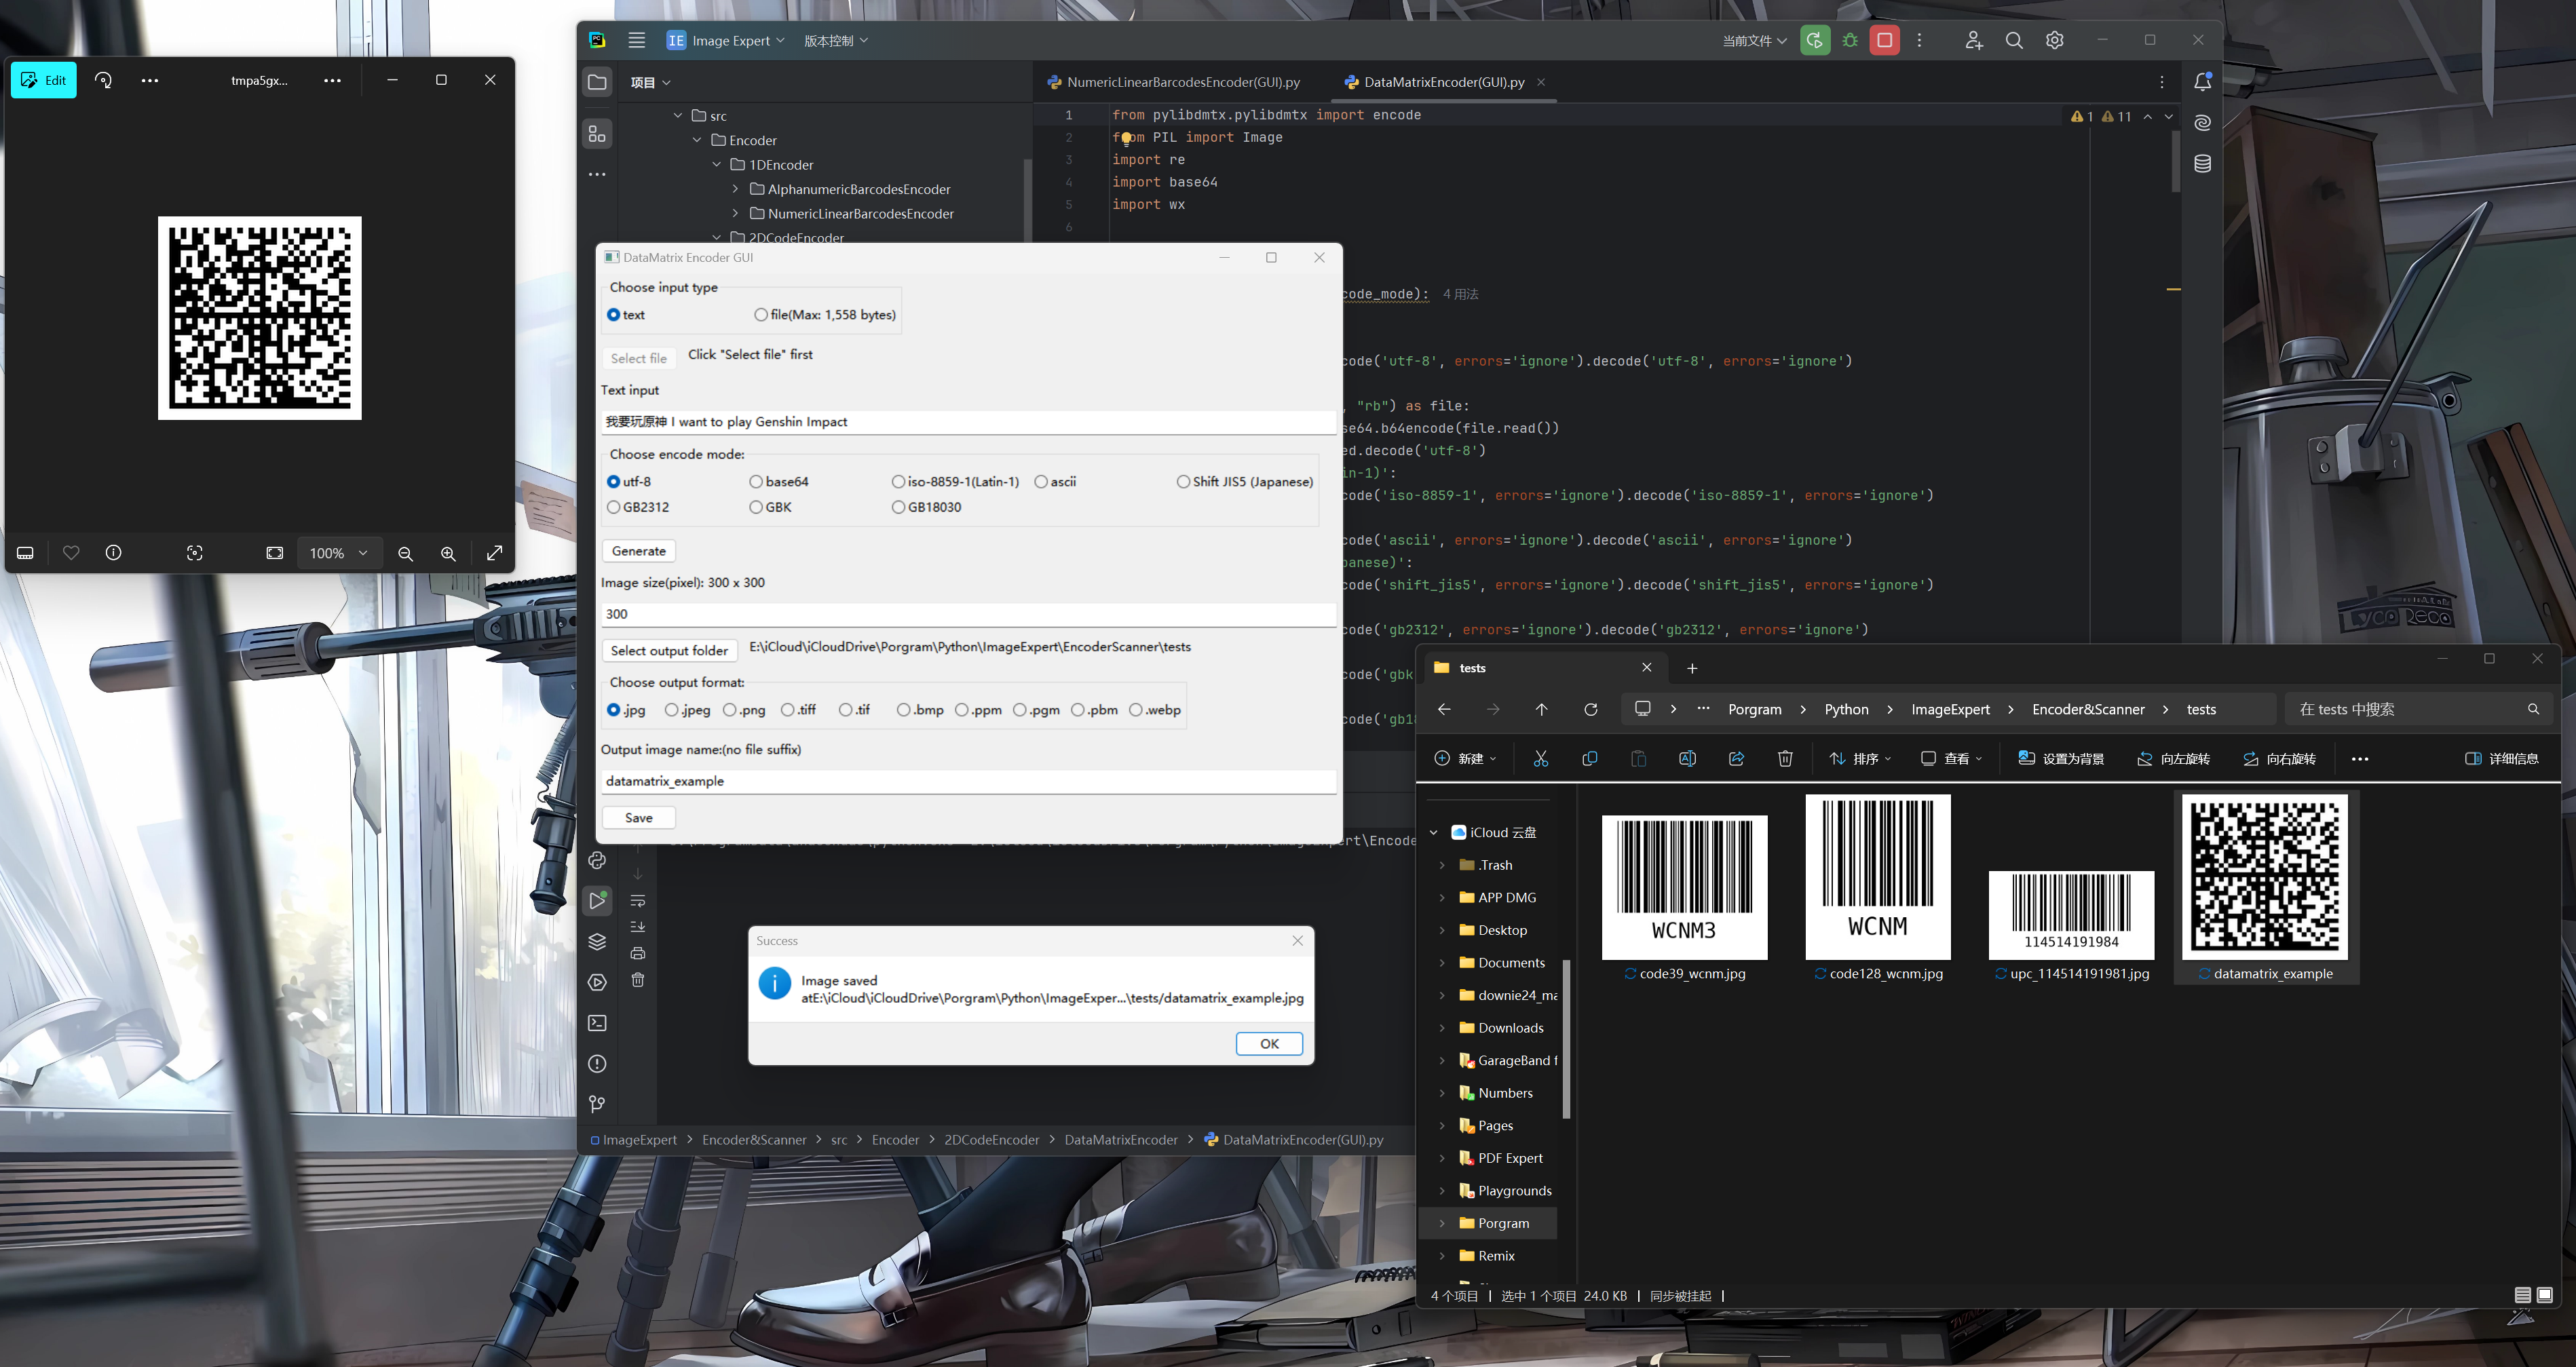 Edit
tmpa5gx...
100%
IE Image Expert
版本控制
当前文件
项目
src
Encoder
1DEncoder
AlphanumericBarcodesEncoder
NumericLinearBarcodesEncoder
2DCodeEncoder
NumericLinearBarcodesEncoder(GUI).py
DataMatrixEncoder(GUI).py
1 11
1 from pylibdmtx.pylibdmtx import encode
2 from PIL import Image
3 import re
4 import base64
5 import wx
6
code_mode): 4 用法
code('utf-8', errors='ignore').decode('utf-8', errors='ignore')
, "rb") as file:
se64.b64encode(file.read())
ed.decode('utf-8')
in-1)':
code('iso-8859-1', errors='ignore').decode('iso-8859-1', errors='ignore')
code('ascii', errors='ignore').decode('ascii', errors='ignore')
panese)':
code('shift_jis5', errors='ignore').decode('shift_jis5', errors='ignore')
code('gb2312', errors='ignore').decode('gb2312', errors='ignore')
code('gbk
code('gb18
DataMatrix Encoder GUI
Choose input type
text
file(Max: 1,558 bytes)
Select file
Click "Select file" first
Text input
我要玩原神 I want to play Genshin Impact
Choose encode mode:
utf-8 base64 iso-8859-1(Latin-1) ascii Shift JIS5 (Japanese)
GB2312 GBK GB18030
Generate
Image size(pixel): 300 x 300
300
Select output folder
E:\iCloud\iCloudDrive\Porgram\Python\ImageExpert\EncoderScanner\tests
Choose output format:
.jpg .jpeg .png .tiff .tif .bmp .ppm .pgm .pbm .webp
Output image name:(no file suffix)
datamatrix_example
Save
Success
Image saved
atE:\iCloud\iCloudDrive\Porgram\Python\ImageExper...\tests/datamatrix_example.jpg
OK
ImageExpert > Encoder&Scanner > src > Encoder > 2DCodeEncoder > DataMatrixEncoder > DataMatrixEncoder(GUI).py
tests
Porgram > Python > ImageExpert > Encoder&Scanner > tests
在 tests 中搜索
新建
排序
查看
设置为背景
向左旋转
向右旋转
详细信息
iCloud 云盘
.Trash
APP DMG
Desktop
Documents
downie24_ma
Downloads
GarageBand f
Numbers
Pages
PDF Expert
Playgrounds
Porgram
Remix
WCNM3
code39_wcnm.jpg
WCNM
code128_wcnm.jpg
114514191984
upc_114514191981.jpg
datamatrix_example
4 个项目 | 选中 1 个项目 24.0 KB | 同步被挂起 |
Lyco Reco